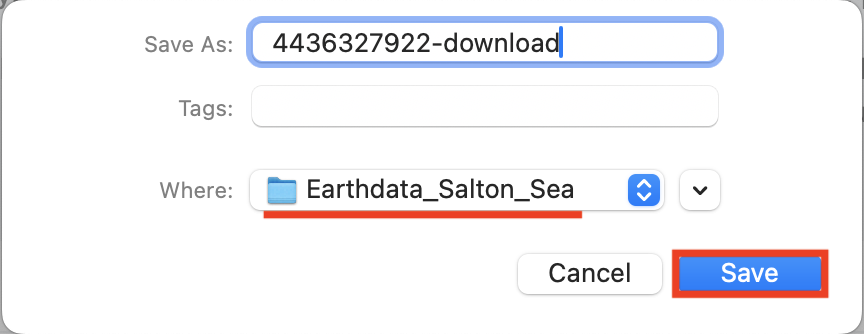 Save As: 4436327922-download
Tags:
Where: Earthdata_Salton_Sea
Cancel Save